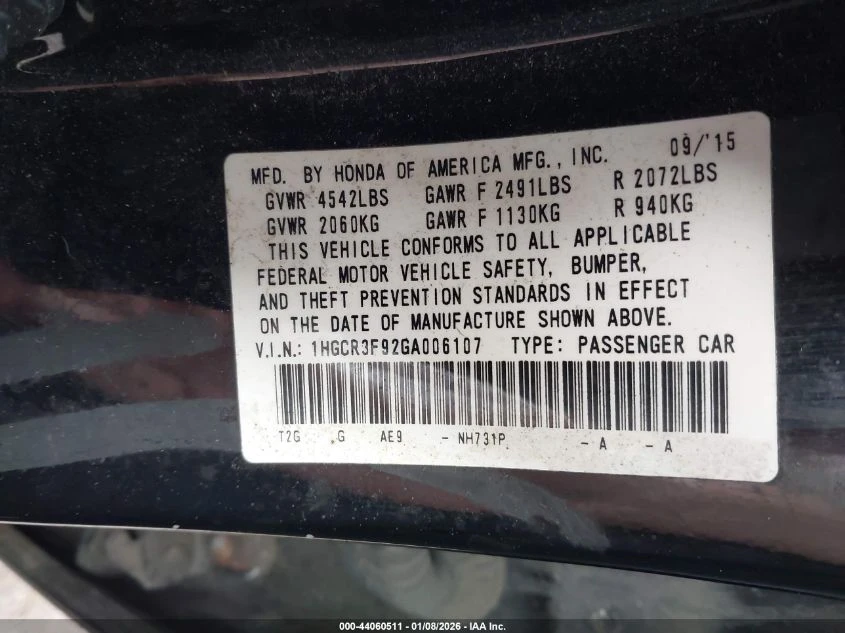 MFD. BY HONDA OF AMERICA MFG., INC. 09/'15
GVWR 4542LBS GAWR F 2491LBS R 2072LBS
GVWR 2060KG GAWR F 1130KG R 940KG
THIS VEHICLE CONFORMS TO ALL APPLICABLE
FEDERAL MOTOR VEHICLE SAFETY, BUMPER,
AND THEFT PREVENTION STANDARDS IN EFFECT
ON THE DATE OF MANUFACTURE SHOWN ABOVE.
V.I.N.: 1HGCR3F92GA006107 TYPE: PASSENGER CAR
T2G G AE9 - NH731P - A - A
000-44060511 - 01/08/2026 - IAA Inc.